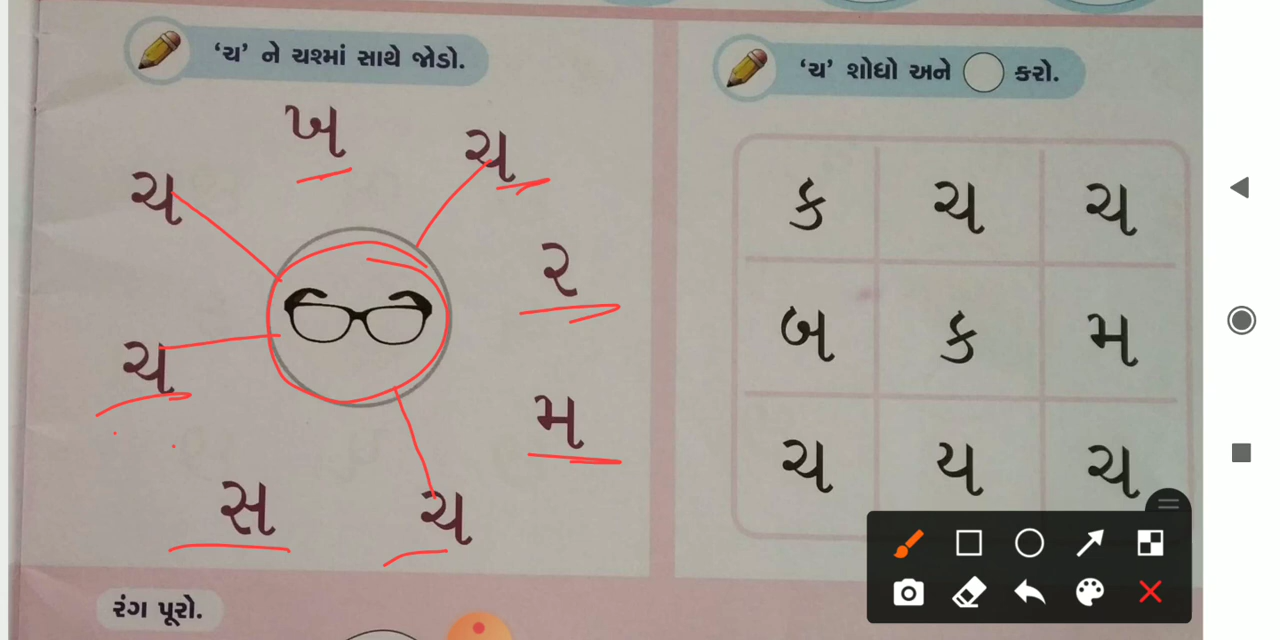 ‘ચ’ ને ચશ્માં સાથે જોડો.
ખ
ચ
ચ
ર
ચ
મ
સ
ચ
‘ચ’ શોધો અને કરો.
ક ચ ચ
બ ક મ
ચ ય ચ
રંગ પૂરો.